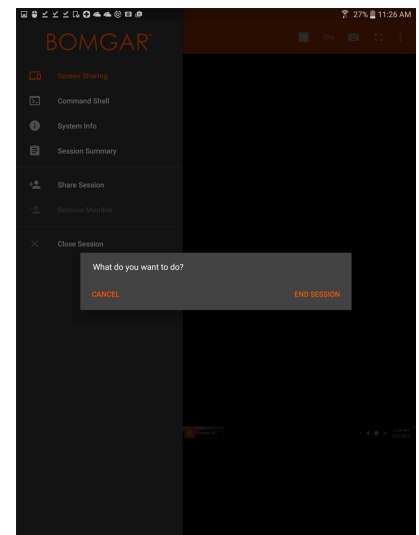 27% 11:26 AM
BOMGAR
Screen Sharing
Command Shell
System Info
Session Summary
Share Session
Remove Member
Close Session
What do you want to do?
CANCEL
END SESSION